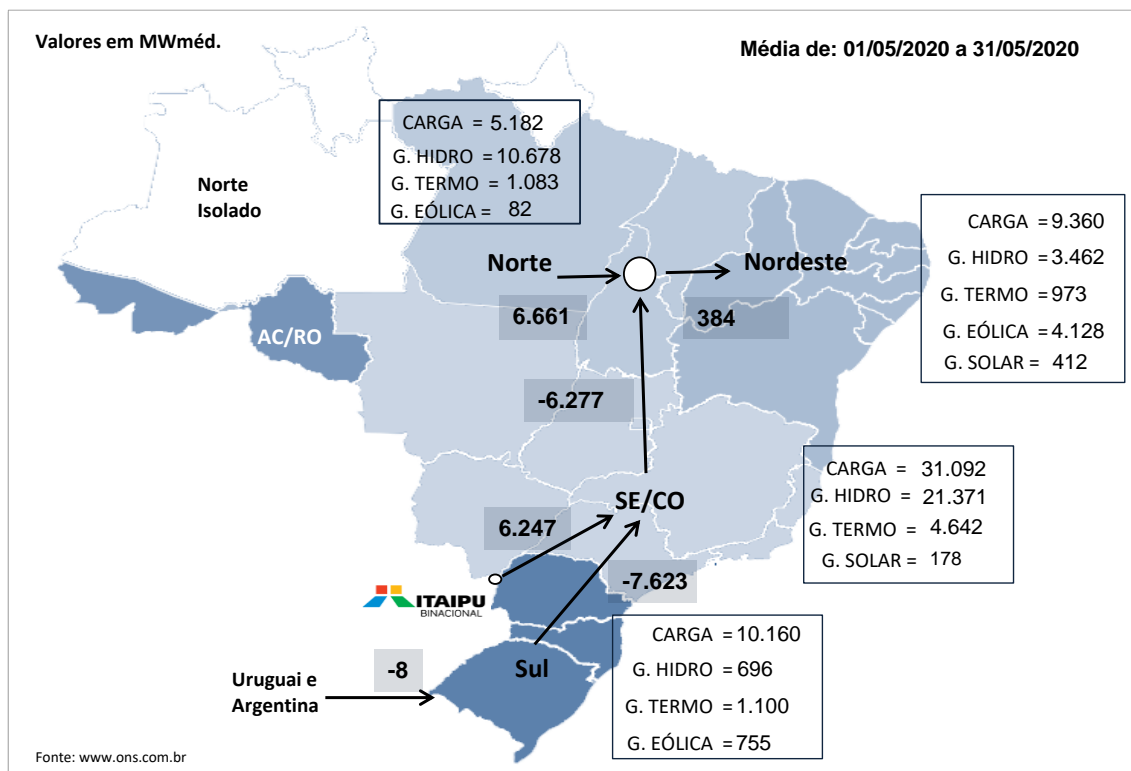 Valores em MWméd.
Média de: 01/05/2020 a 31/05/2020
CARGA = 5.182
G. HIDRO = 10.678
G. TERMO = 1.083
G. EÓLICA = 82
Norte
Isolado
CARGA = 9.360
G. HIDRO = 3.462
G. TERMO = 973
G. EÓLICA = 4.128
G. SOLAR = 412
Norte
Nordeste
6.661
384
AC/RO
-6.277
CARGA = 31.092
G. HIDRO = 21.371
G. TERMO = 4.642
G. SOLAR = 178
SE/CO
6.247
-7.623
ITAIPU
BINACIONAL
CARGA = 10.160
G. HIDRO = 696
G. TERMO = 1.100
G. EÓLICA = 755
-8
Sul
Uruguai e
Argentina
Fonte: www.ons.com.br